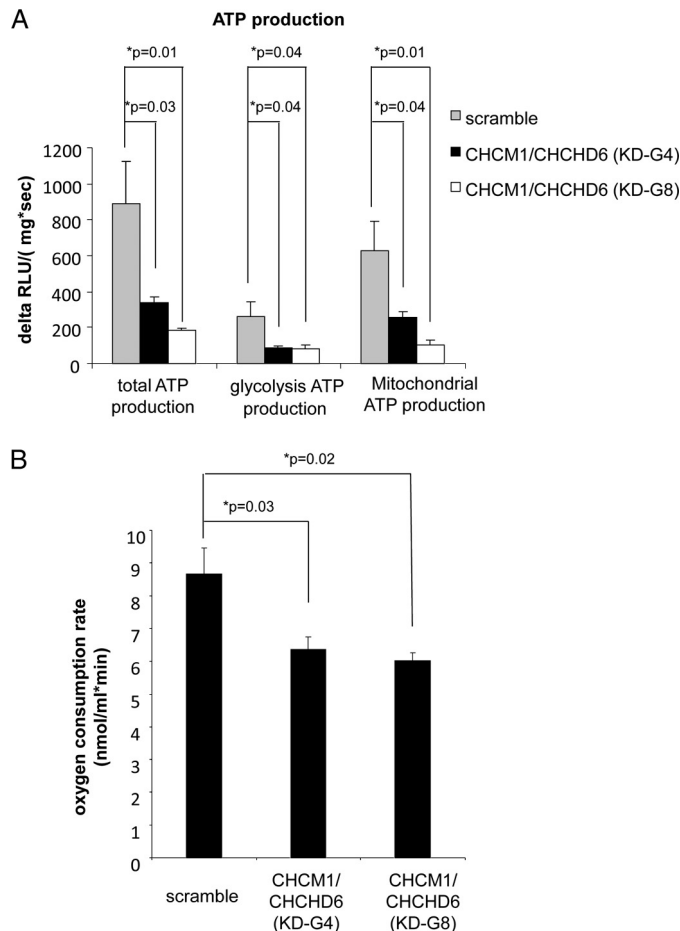 A
ATP production
*p=0.01
*p=0.04
*p=0.01
*p=0.03
*p=0.04
*p=0.04
scramble
CHCM1/CHCHD6 (KD-G4)
CHCM1/CHCHD6 (KD-G8)
delta RLU/( mg*sec)
1200
1000
800
600
400
200
0
total ATP
production
glycolysis ATP
production
Mitochondrial
ATP production
B
*p=0.02
*p=0.03
oxygen consumption rate
(nmol/ml*min)
10
9
8
7
6
5
4
3
2
1
0
scramble
CHCM1/
CHCHD6
(KD-G4)
CHCM1/
CHCHD6
(KD-G8)